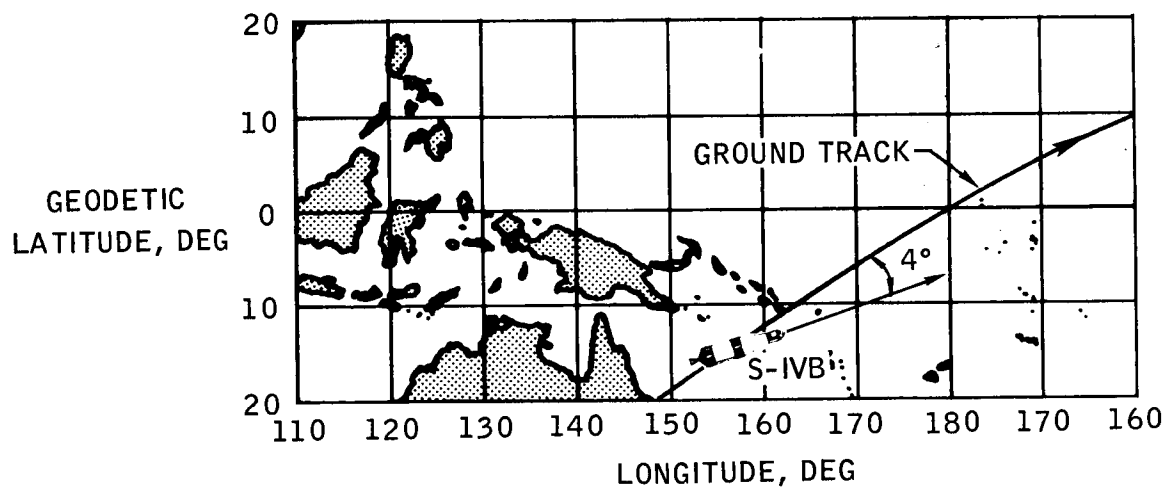 20
10
0
10
20
GEODETIC
LATITUDE, DEG
GROUND TRACK
4°
S-IVB
110 120 130 140 150 160 170 180 170 160
LONGITUDE, DEG